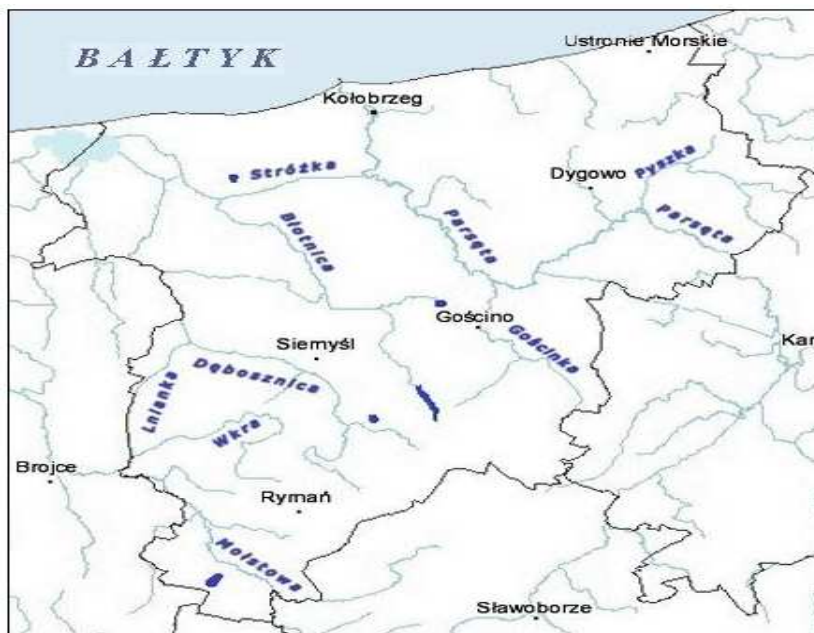 Ustronie Morskie
BAŁTYK
Kołobrzeg
Pyszka
Stróżka
Dygowo
Parsęta
Parsęta
Błotnica
Gościno
Gościnka
Siemyśl
Kar
Dębosznica
Lnianka
Wkra
Brojce
Rymań
Mołstowa
Sławoborze